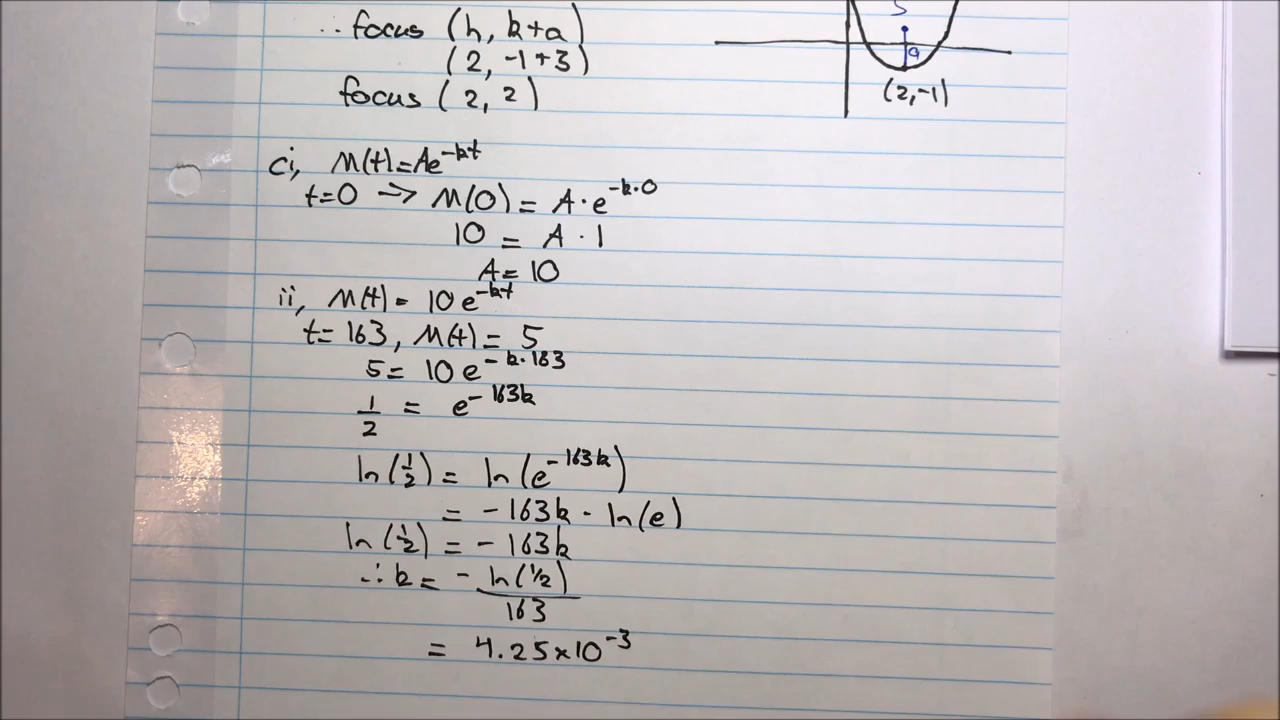 ∴ focus (h, k+a)
(2, -1+3)
focus (2, 2)
S
a
(2,-1)
ci, M(t)=Ae^-kt
t=0 → M(0) = A·e^-k·0
10 = A · 1
A= 10
ii, M(t) = 10e^-kt
t= 163, M(t) = 5
5= 10e^-k·163
1/2 = e^-163k
ln(1/2) = ln(e^-163k)
= -163k · ln(e)
ln(1/2) = -163k
∴ k = -ln(1/2)/163
= 4.25×10^-3